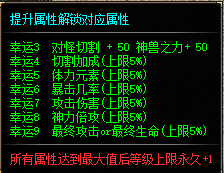 提升属性解锁对应属性
幸运3 对怪切割 + 50 神兽之力+ 50
幸运4 切割加成(上限5%)
幸运5 体力元素(上限5%)
幸运6 暴击几率(上限5%)
幸运7 攻击伤害(上限5%)
幸运8 神力倍攻(上限5%)
幸运9 最终攻击or最终生命(上限5%)
所有属性达到最大值后等级上限永久+1